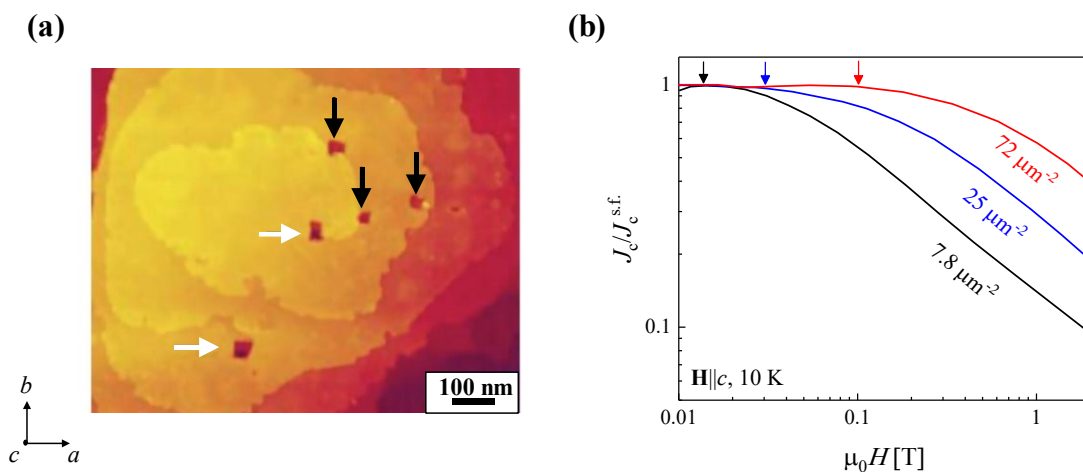 (a)
100 nm
b
c
a
(b)
J_c/J_c^s.f.
1
0.1
72 μm⁻²
25 μm⁻²
7.8 μm⁻²
H||c, 10 K
0.01
0.1
1
μ₀H [T]